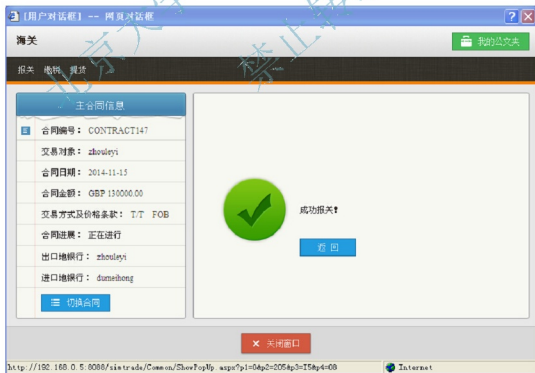 [用户对话框] -- 网页对话框
海关
我的公文夹
报关 缴税 提货
主合同信息
合同编号: CONTRACT147
交易对象: zhouleyi
合同日期: 2014-11-15
合同金额: GBP 130000.00
交易方式及价格条款: T/T FOB
合同进展: 正在进行
出口地银行: zhouleyi
进口地银行: dumeihong
切换合同
成功报关!
返回
关闭窗口
http://192.168.0.5:8088/simtrade/Common/ShowPopUp.aspx?p1=0&p2=205&p3=I5&p4=08
Internet